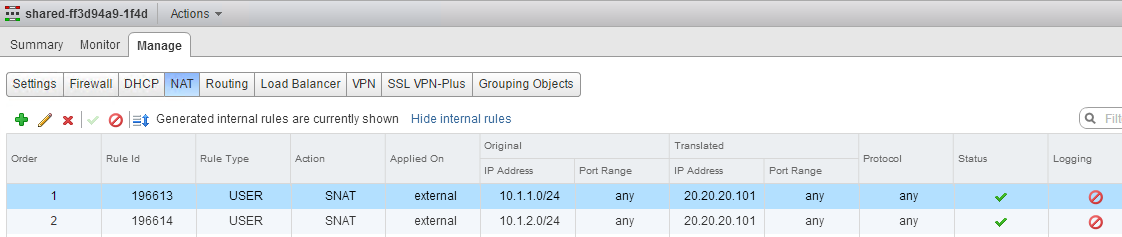 shared-ff3d94a9-1f4d Actions
Summary Monitor Manage
Settings Firewall DHCP NAT Routing Load Balancer VPN SSL VPN-Plus Grouping Objects
Generated internal rules are currently shown Hide internal rules Filt
Original Translated
Order Rule Id Rule Type Action Applied On Protocol Status Logging
IP Address Port Range IP Address Port Range
1 196613 USER SNAT external 10.1.1.0/24 any 20.20.20.101 any any
2 196614 USER SNAT external 10.1.2.0/24 any 20.20.20.101 any any